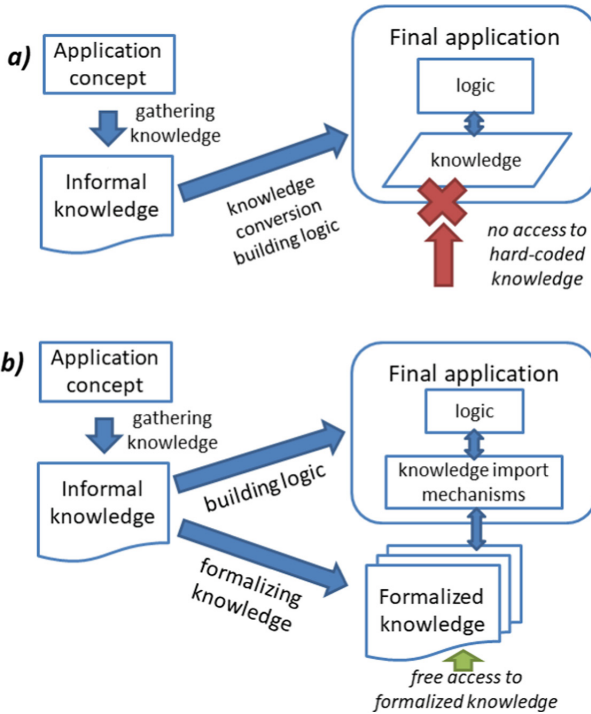 a)
Application
concept
gathering
knowledge
Informal
knowledge
knowledge
conversion
building logic
Final application
logic
knowledge
no access to
hard-coded
knowledge
b)
Application
concept
gathering
knowledge
Informal
knowledge
building logic
formalizing
knowledge
Final application
logic
knowledge import
mechanisms
Formalized
knowledge
free access to
formalized knowledge